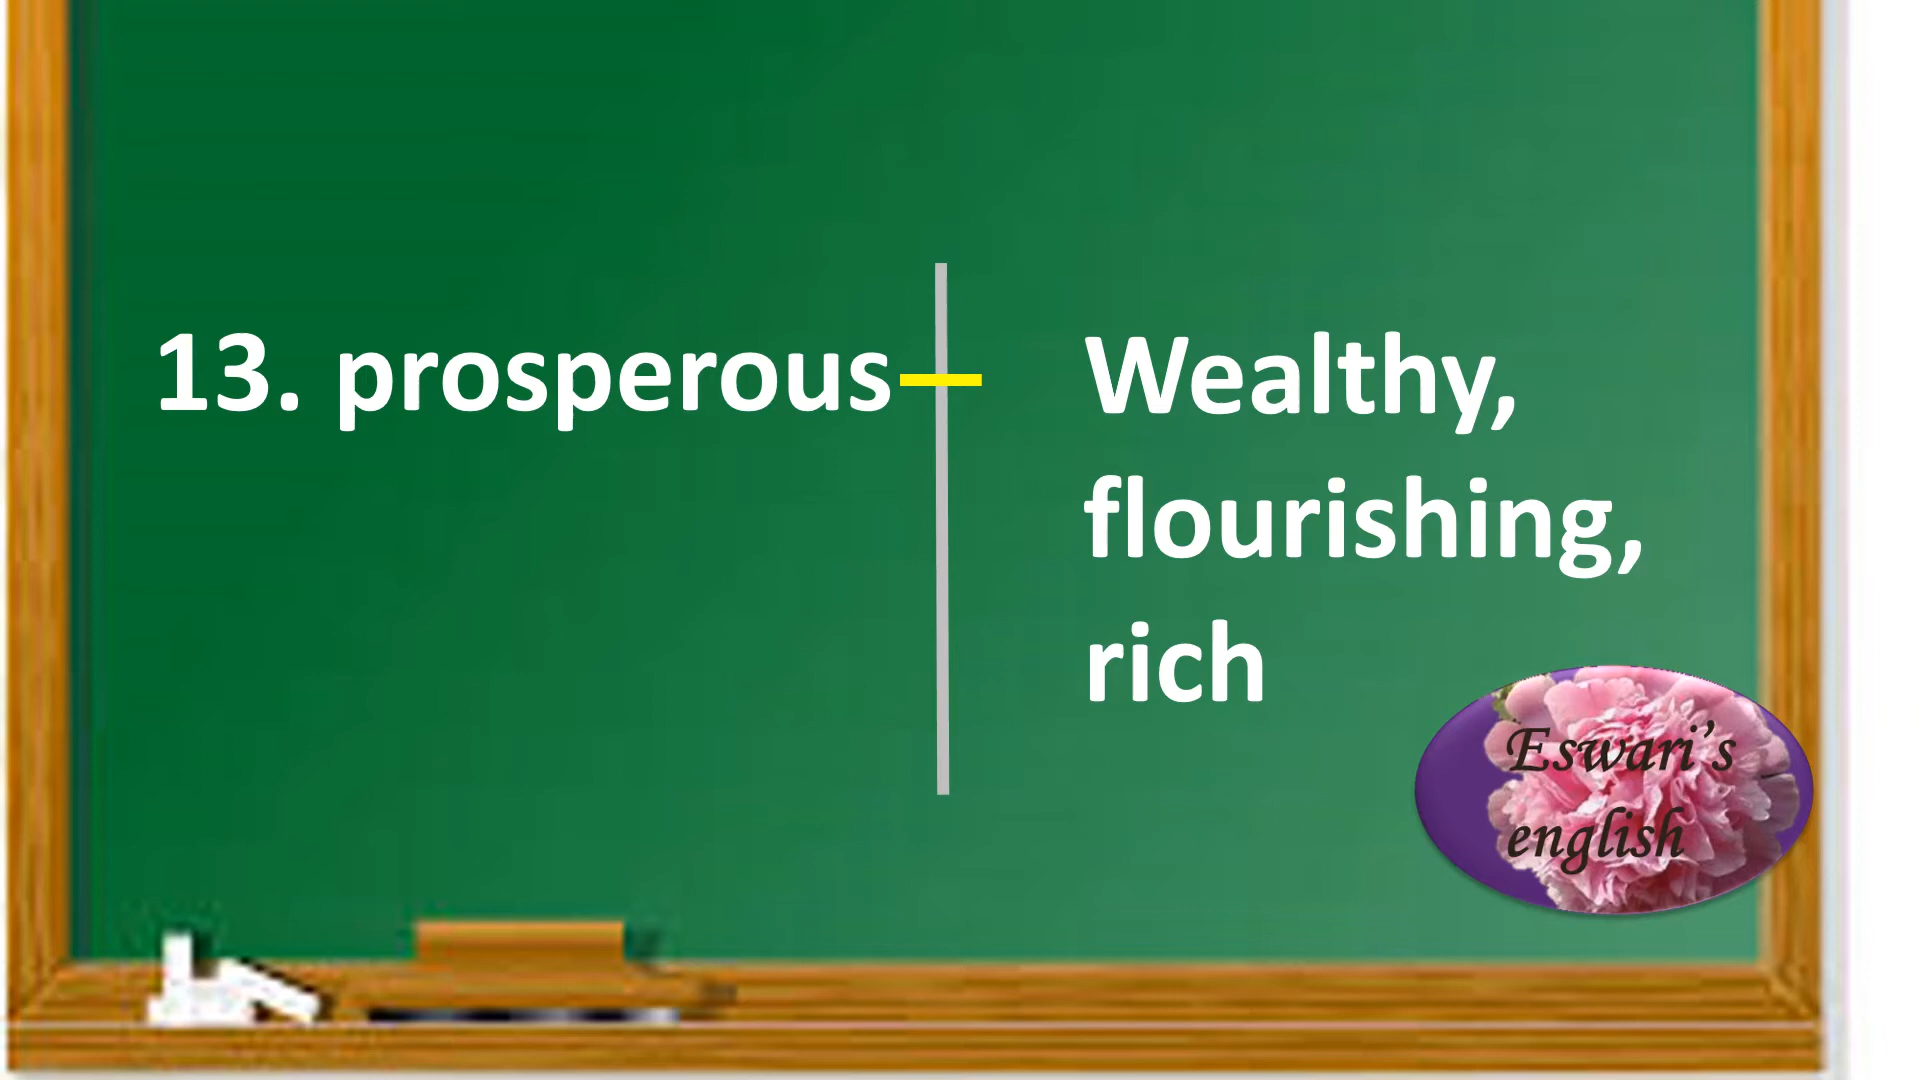 13. prosperous
Wealthy,
flourishing,
rich
Eswari's
english